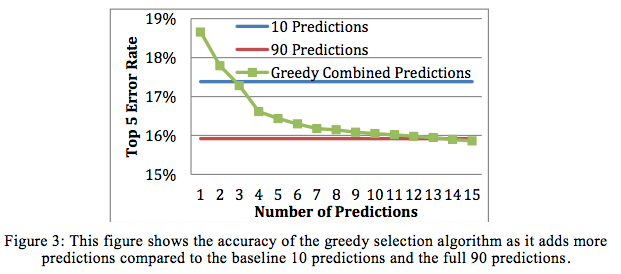 19%
18%
17%
16%
15%
Top 5 Error Rate
10 Predictions
90 Predictions
Greedy Combined Predictions
1 2 3 4 5 6 7 8 9 10 11 12 13 14 15
Number of Predictions
Figure 3: This figure shows the accuracy of the greedy selection algorithm as it adds more
predictions compared to the baseline 10 predictions and the full 90 predictions.